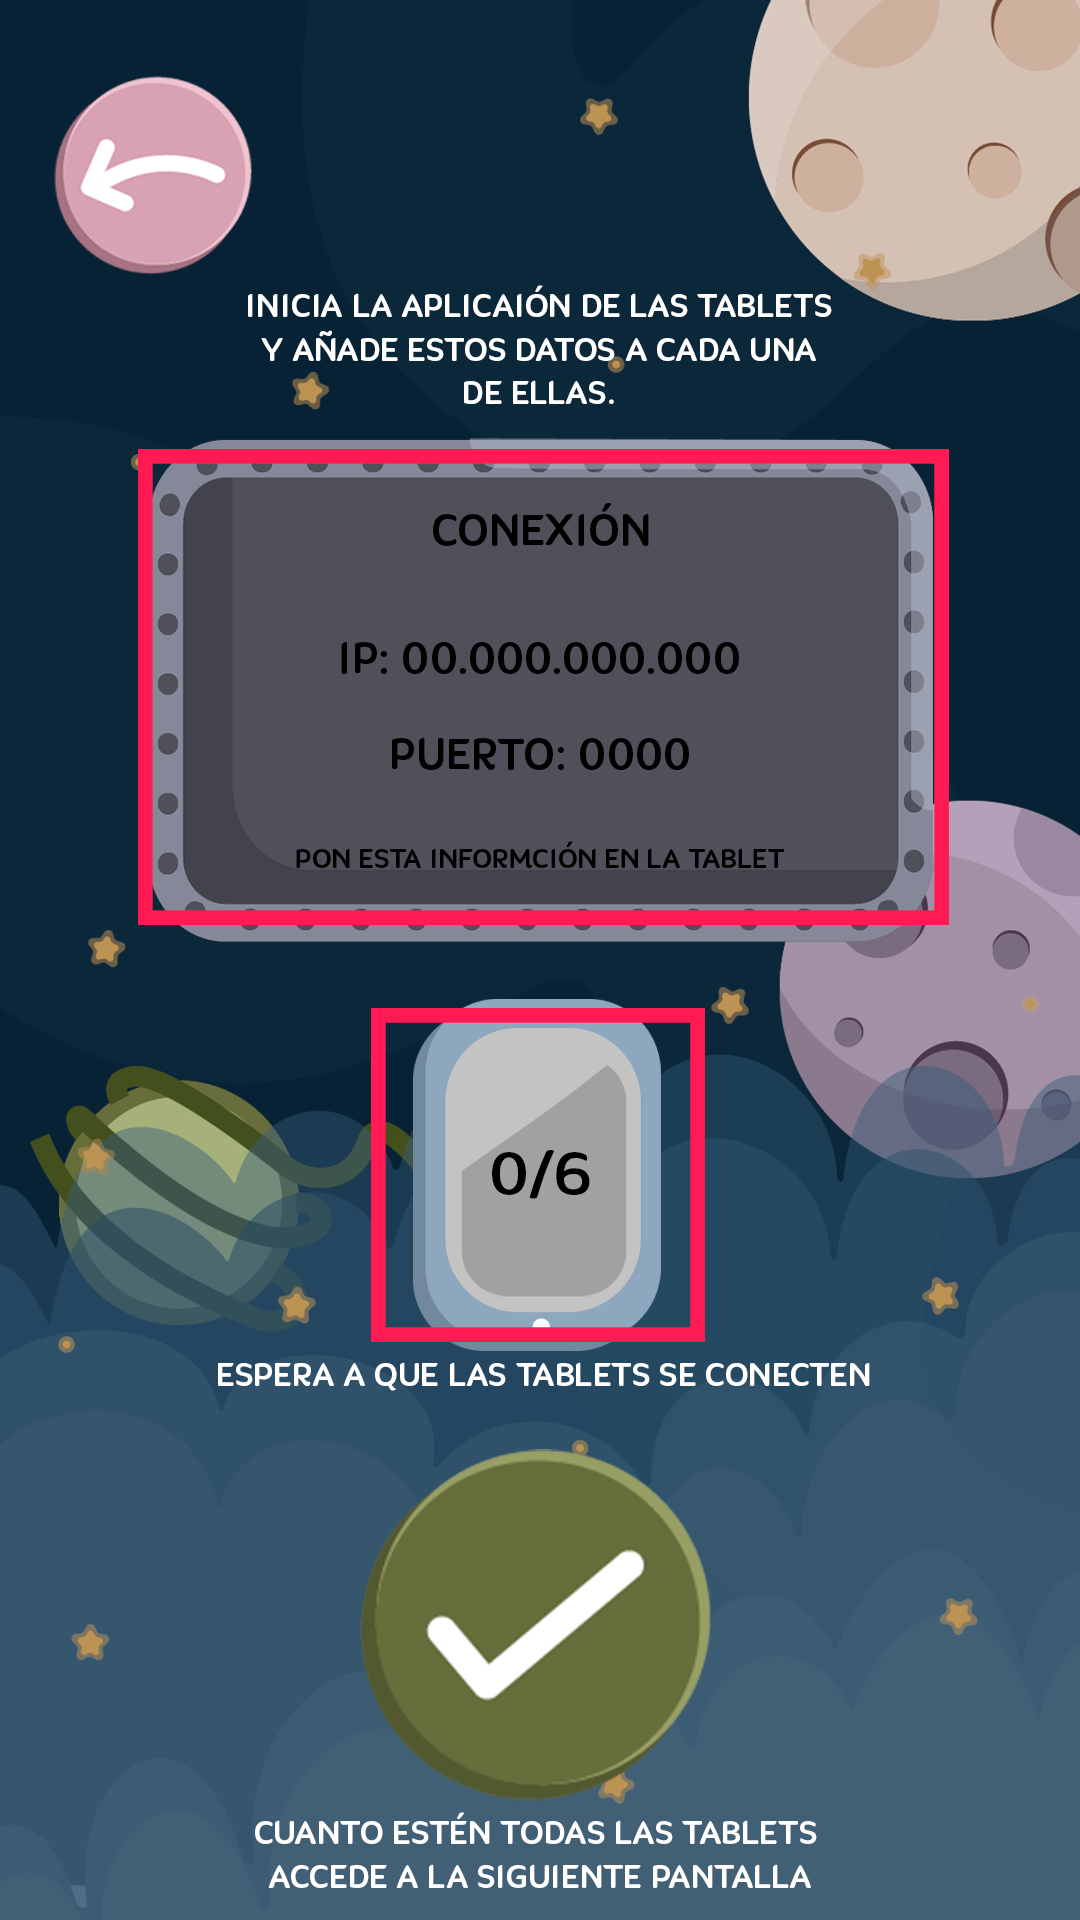 INICIA LA APLICAIÓN DE LAS TABLETS
Y AÑADE ESTOS DATOS A CADA UNA
DE ELLAS.
CONEXIÓN
IP: 00.000.000.000
PUERTO: 0000
PON ESTA INFORMCIÓN EN LA TABLET
0/6
ESPERA A QUE LAS TABLETS SE CONECTEN
CUANTO ESTÉN TODAS LAS TABLETS
ACCEDE A LA SIGUIENTE PANTALLA